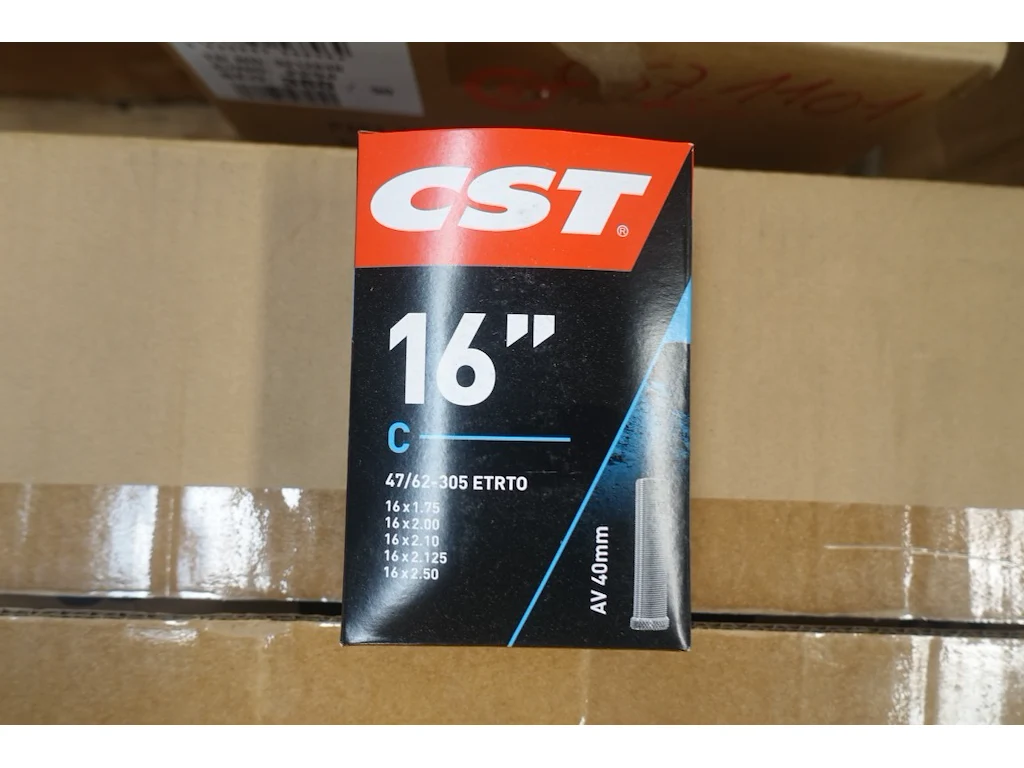 CST®
16”
C
47/62-305 ETRTO
16 x 1.75
16 x 2.00
16 x 2.10
16 x 2.125
16 x 2.50
AV 40mm